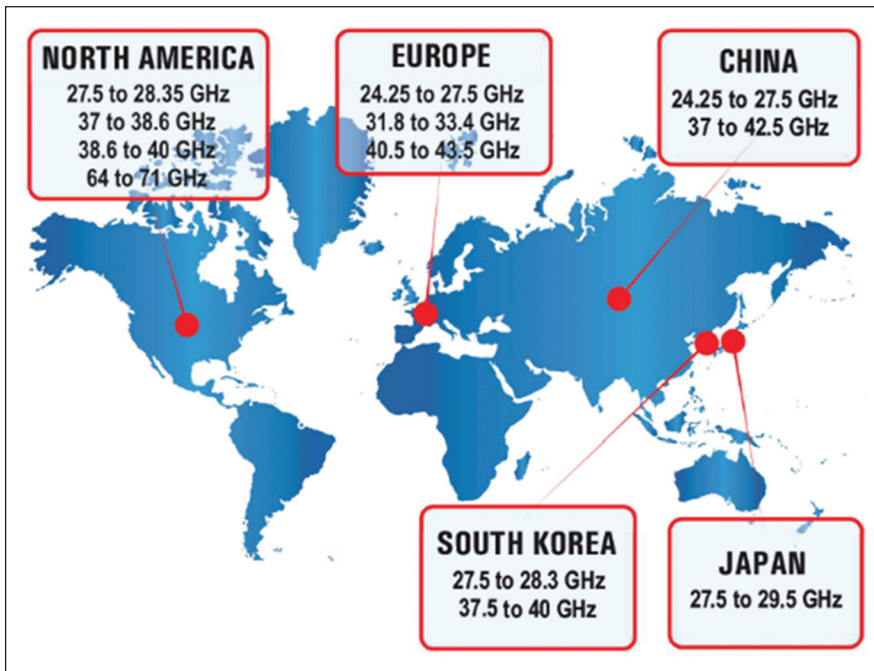 NORTH AMERICA
27.5 to 28.35 GHz
37 to 38.6 GHz
38.6 to 40 GHz
64 to 71 GHz
EUROPE
24.25 to 27.5 GHz
31.8 to 33.4 GHz
40.5 to 43.5 GHz
CHINA
24.25 to 27.5 GHz
37 to 42.5 GHz
SOUTH KOREA
27.5 to 28.3 GHz
37.5 to 40 GHz
JAPAN
27.5 to 29.5 GHz